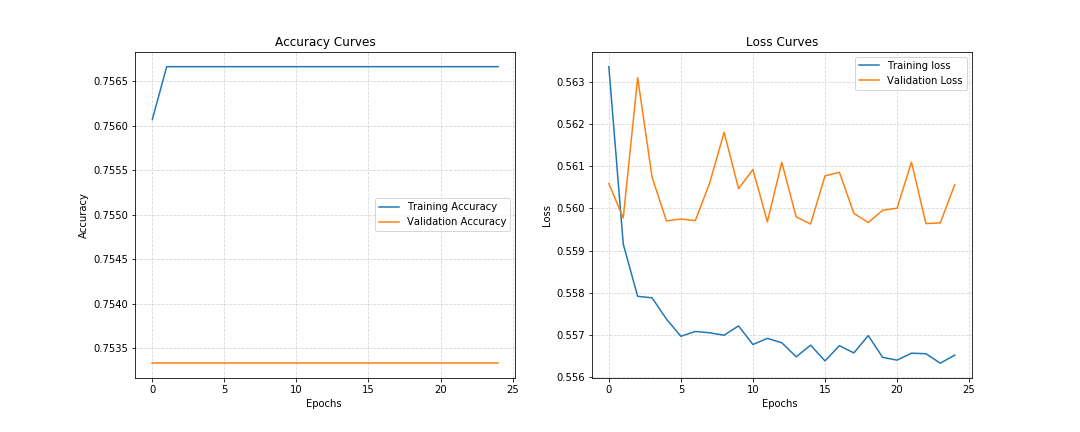 Accuracy Curves
0.7565
0.7560
0.7555
0.7550
0.7545
0.7540
0.7535
Accuracy
Training Accuracy
Validation Accuracy
0 5 10 15 20 25
Epochs
Loss Curves
0.563
0.562
0.561
0.560
0.559
0.558
0.557
0.556
Loss
Training loss
Validation Loss
0 5 10 15 20 25
Epochs